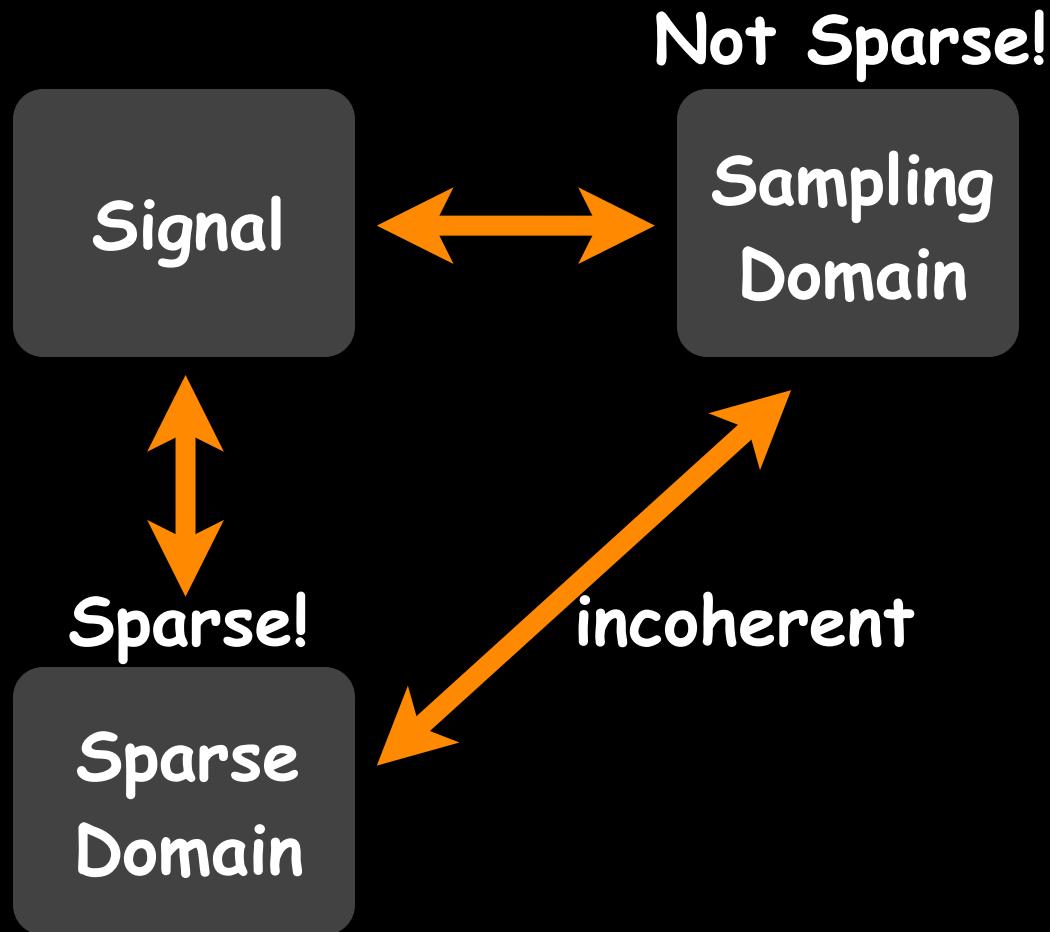 Not Sparse!
Signal
Sampling
Domain
Sparse!
incoherent
Sparse
Domain